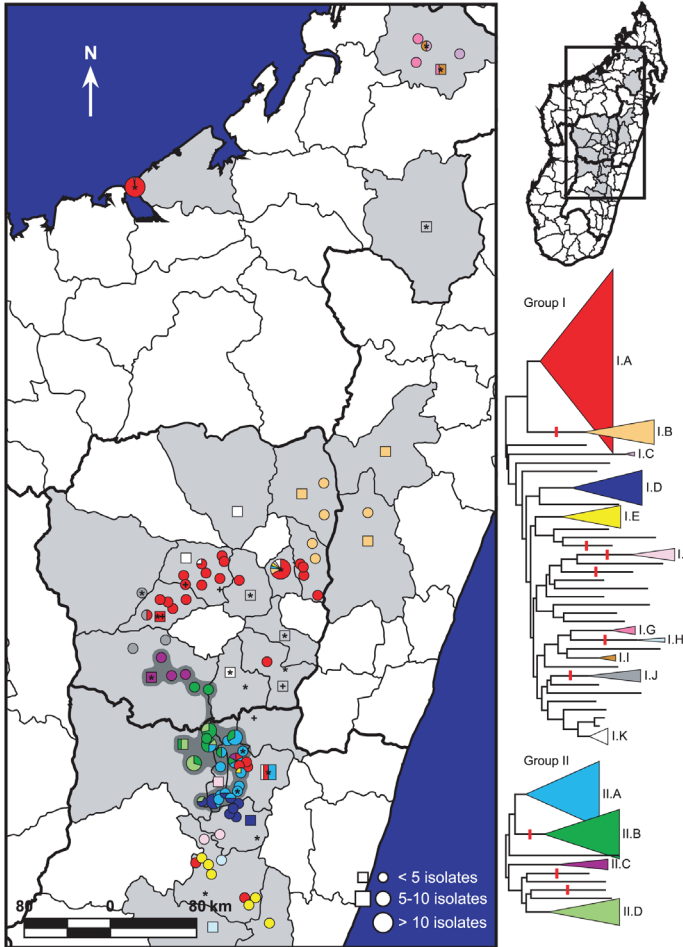 N
Group I
I.A
I.B
I.C
I.D
I.E
I.
I.G
I.H
I.I
I.J
I.K
Group II
II.A
II.B
II.C
II.D
< 5 isolates
5-10 isolates
> 10 isolates
80 0 80 km